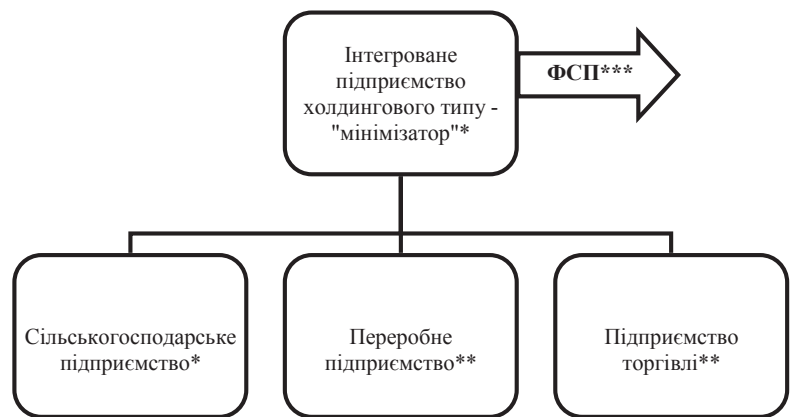 Інтегроване
підприємство
холдингового типу -
"мінімізатор"*
ФСП***
Сільськогосподарське
підприємство*
Переробне
підприємство**
Підприємство
торгівлі**